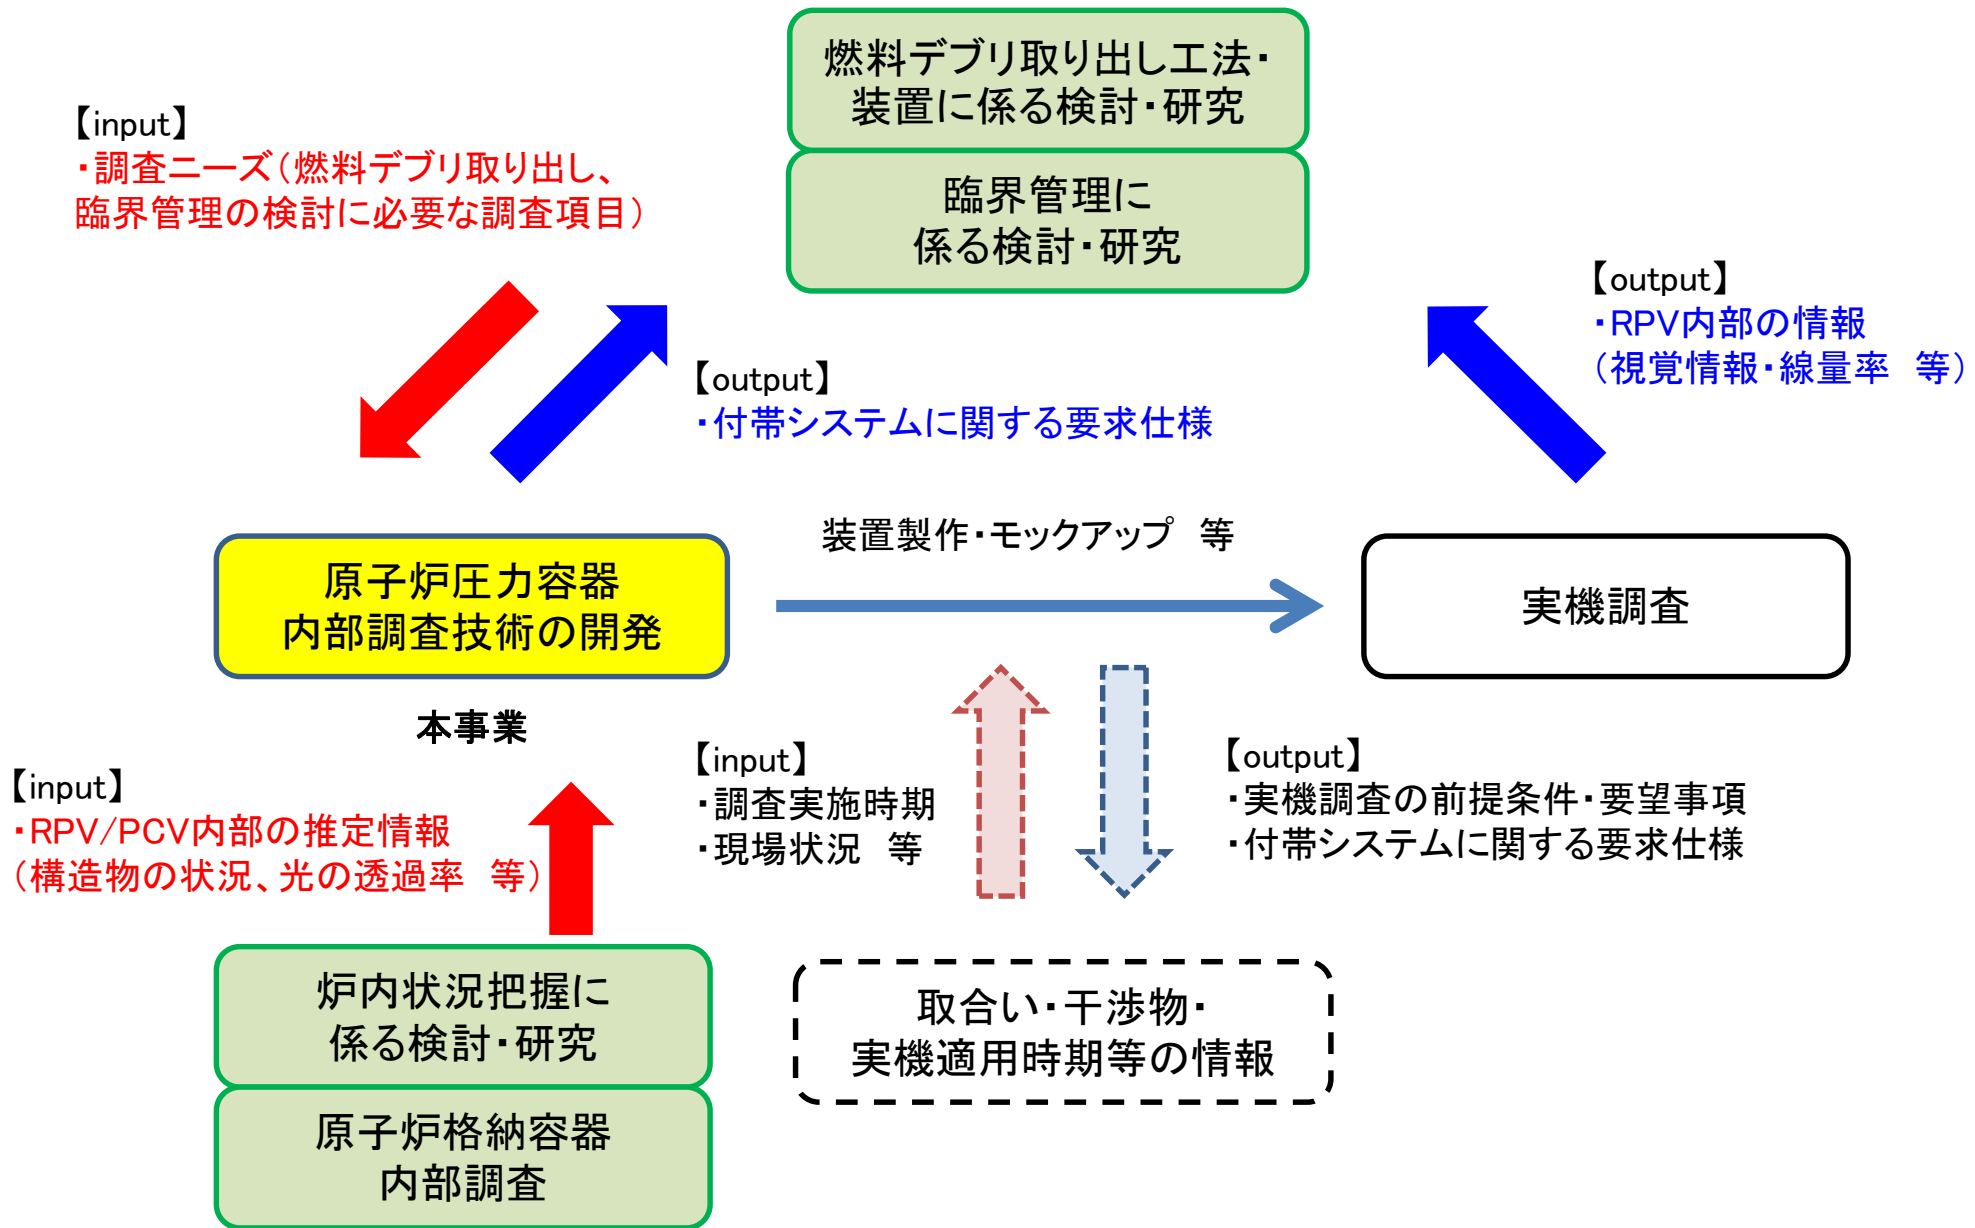 燃料デブリ取り出し工法・
装置に係る検討・研究
臨界管理に
係る検討・研究
【input】
・調査ニーズ（燃料デブリ取り出し、
臨界管理の検討に必要な調査項目）
【output】
・付帯システムに関する要求仕様
【output】
・RPV内部の情報
（視覚情報・線量率　等）
原子炉圧力容器
内部調査技術の開発
本事業
装置製作・モックアップ　等
実機調査
【input】
・RPV/PCV内部の推定情報
（構造物の状況、光の透過率　等）
【input】
・調査実施時期
・現場状況　等
【output】
・実機調査の前提条件・要望事項
・付帯システムに関する要求仕様
炉内状況把握に
係る検討・研究
原子炉格納容器
内部調査
取合い・干渉物・
実機適用時期等の情報